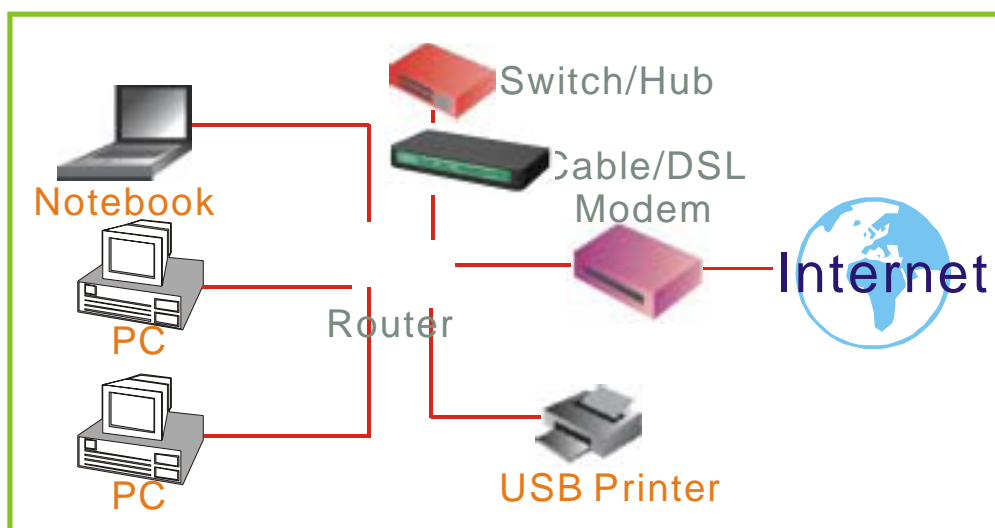 Switch/Hub
Cable/DSL
Modem
Notebook
Internet
PC
Router
USB Printer
PC